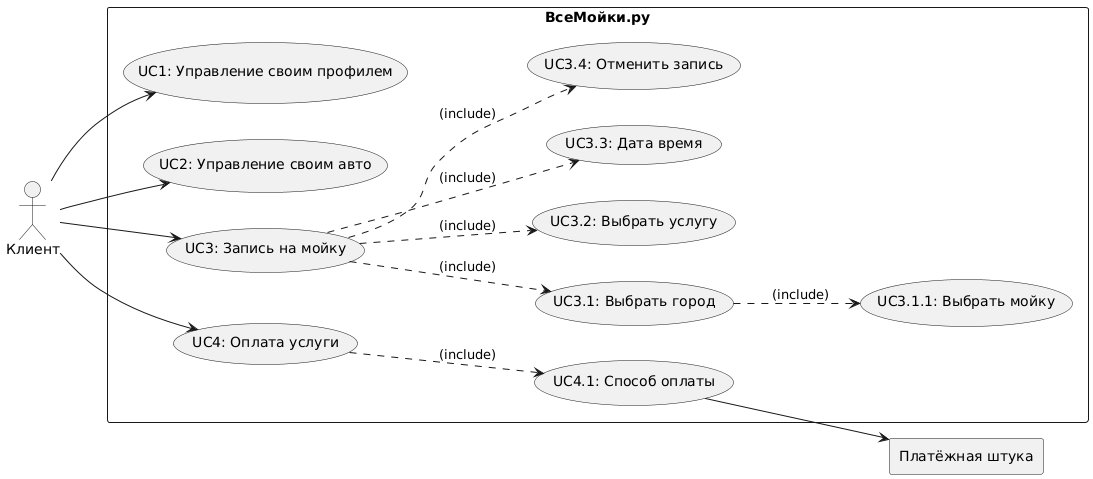 ВсеМойки.ру
UC1: Управление своим профилем
UC3.4: Отменить запись
(include)
UC3.3: Дата время
UC2: Управление своим авто
(include)
UC3.2: Выбрать услугу
(include)
Клиент
UC3: Запись на мойку
(include)
UC3.1: Выбрать город
(include)
UC3.1.1: Выбрать мойку
UC4: Оплата услуги
(include)
UC4.1: Способ оплаты
Платёжная штука